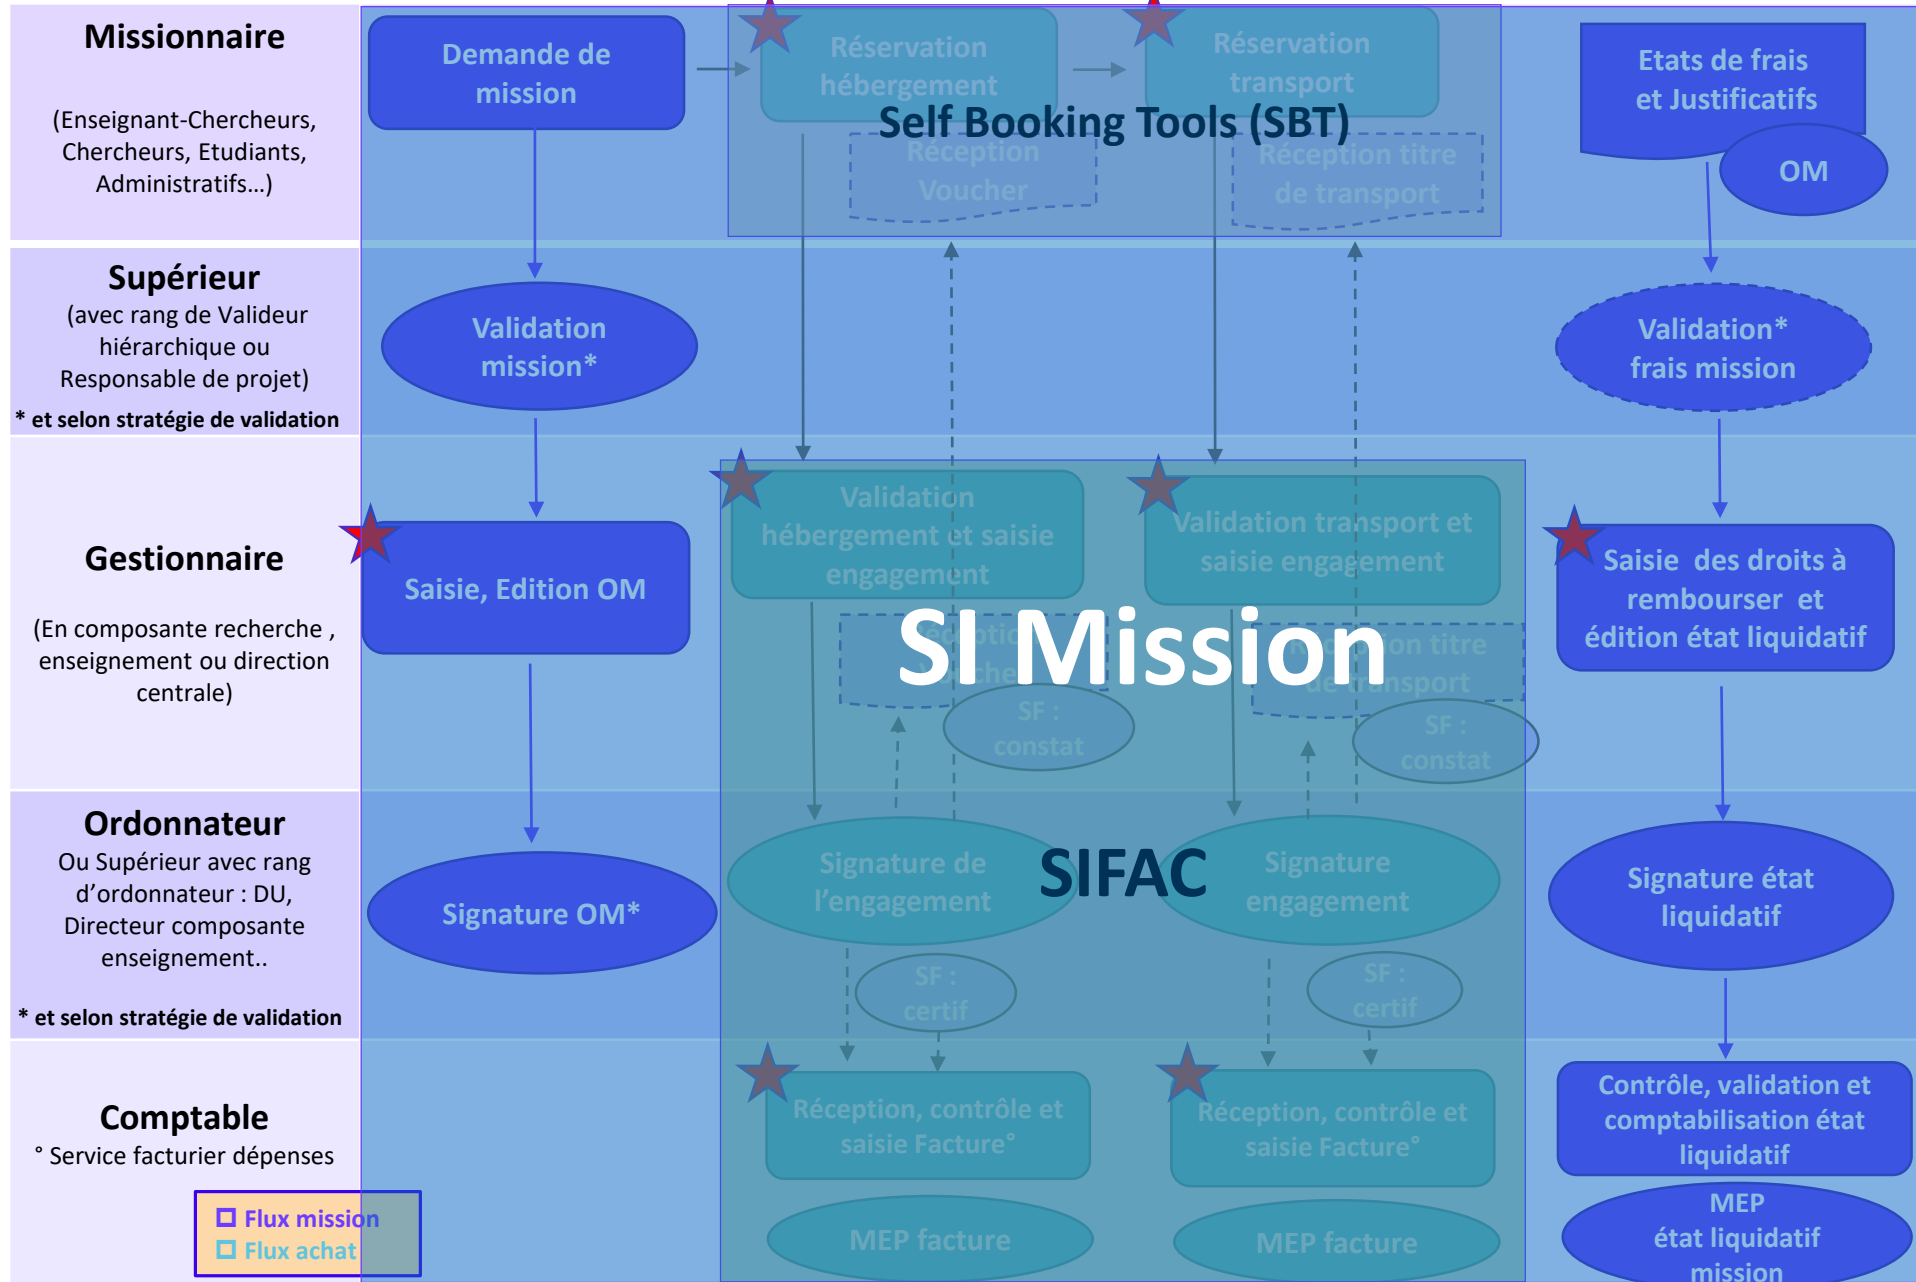 Missionnaire
(Enseignant-Chercheurs,
Chercheurs, Etudiants,
Administratifs…)
Demande de
mission
Réservation
hébergement
Réservation
transport
Self Booking Tools (SBT)
Réception
Voucher
Réception titre
de transport
Etats de frais
et Justificatifs
OM
Supérieur
(avec rang de Valideur
hiérarchique ou
Responsable de projet)
* et selon stratégie de validation
Validation
mission*
Validation*
frais mission
Gestionnaire
(En composante recherche ,
enseignement ou direction
centrale)
Saisie, Edition OM
Validation
hébergement et saisie
engagement
Validation transport et
saisie engagement
Saisie des droits à
rembourser et
édition état liquidatif
SI Mission
Réception
Voucher
Réception titre
de transport
SF :
constat
SF :
constat
Ordonnateur
Ou Supérieur avec rang
d’ordonnateur : DU,
Directeur composante
enseignement..
* et selon stratégie de validation
Signature OM*
Signature de
l’engagement
SIFAC
Signature
engagement
Signature état
liquidatif
SF :
certif
SF :
certif
Comptable
° Service facturier dépenses
Réception, contrôle et
saisie Facture°
Réception, contrôle et
saisie Facture°
Contrôle, validation et
comptabilisation état
liquidatif
Flux mission
Flux achat
MEP facture
MEP facture
MEP
état liquidatif
mission